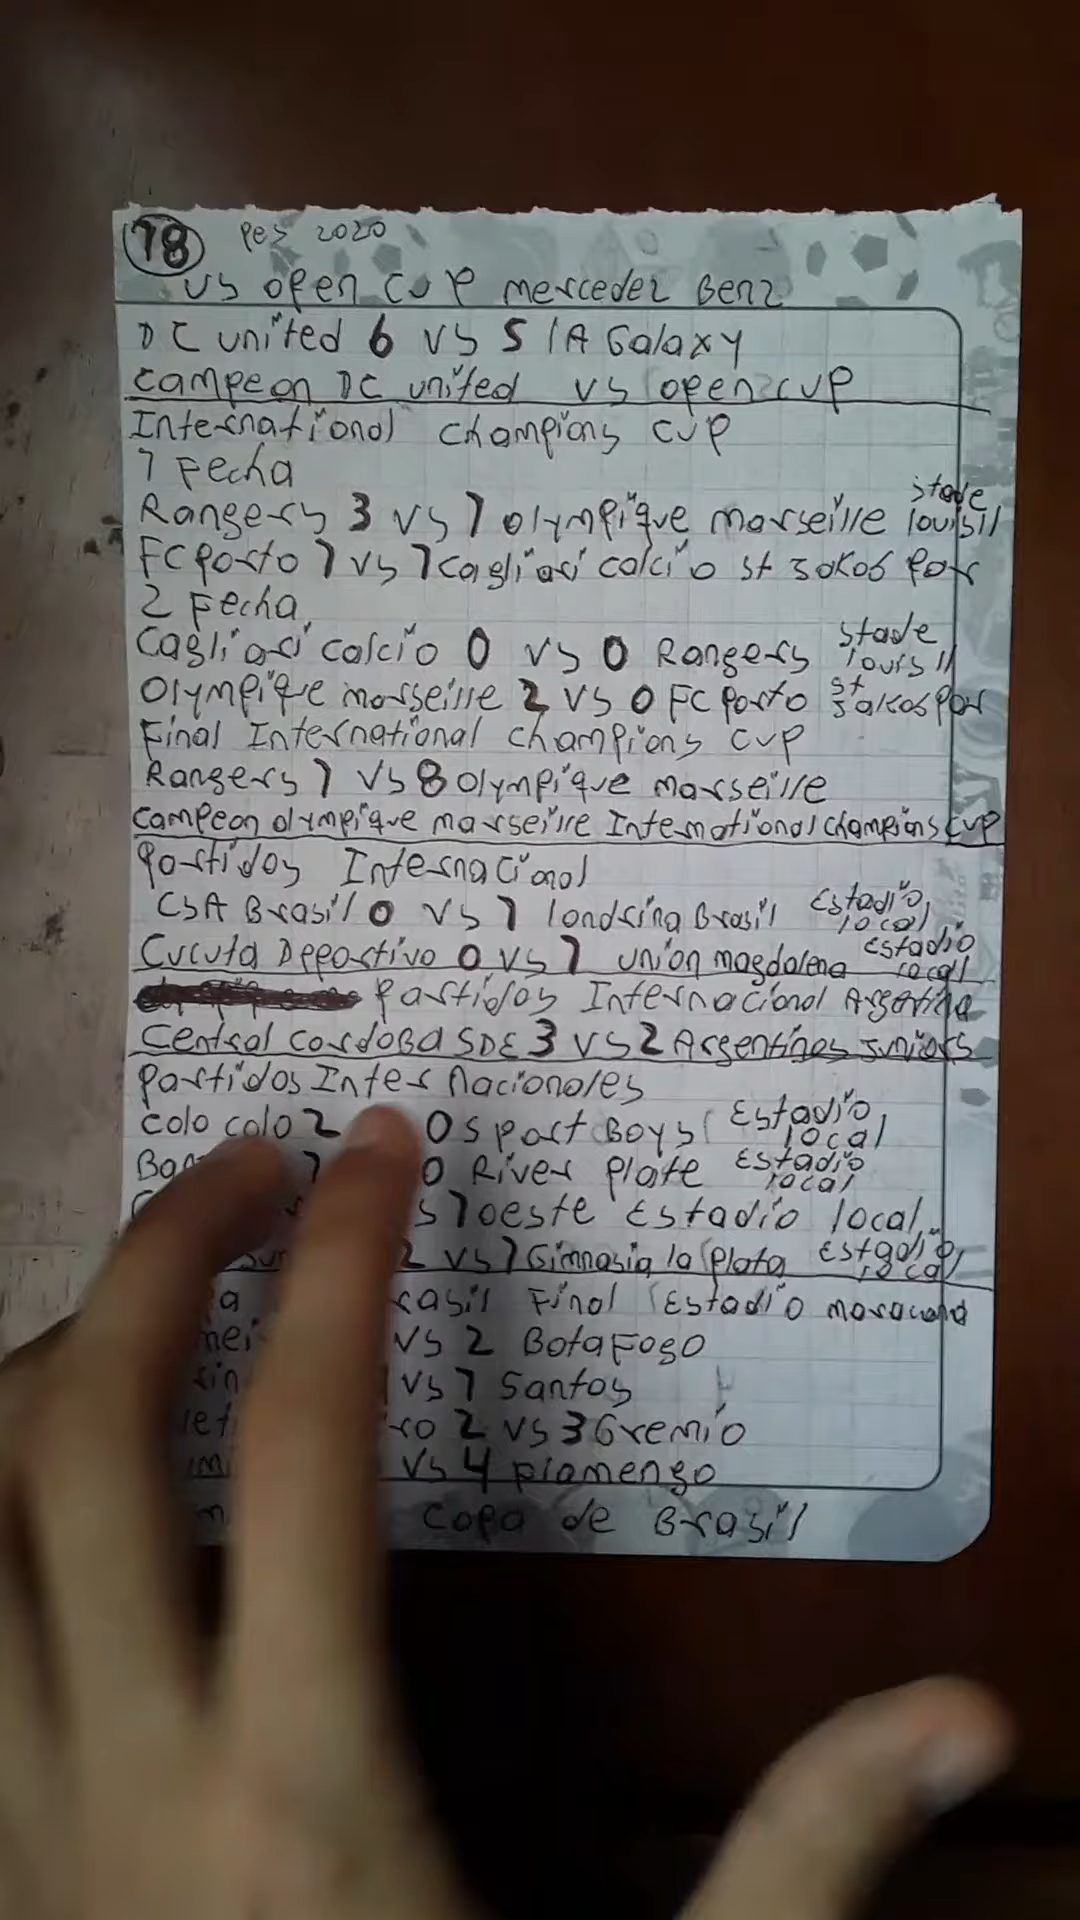 18 Pes 2020
US open cup mercedez Benz
DC united 6 vs 5 lA Galaxy
campeon DC united vs open cup
International champions cup
1 Fecha
Rangers 3 vs 1 olympique marseille stade louis II
FC porto 1 vs 1 cagliari calcio st Jokos por
2 Fecha
Cagliari calcio 0 vs 0 Rangers stade louis II
Olympique marseille 2 vs 0 FC porto st Jakos por
Final International champions cup
Rangers 7 vs 8 olympique marseille
campeon olympique marseille International champions cup
Partidos Internacional
CSA Brasil 0 vs 1 londrina Brasil Estadio local
Cucuta Deportivo 0 vs 1 union magdalena Estadio local
Partidos Internacional Argentina
Central cordoba SDE 3 vs 2 Argentinos juniors
partidos Internacionales
colo colo 2 0 sport Boys Estadio local
0 River plate Estadio local
1 oeste Estadio local
2 vs 1 Gimnasia la plata Estadio local
Final Estadio maracana
vs 2 Botafogo
vs 1 Santos
2 vs 3 Gremio
vs 4 flamengo
copa de Brasil